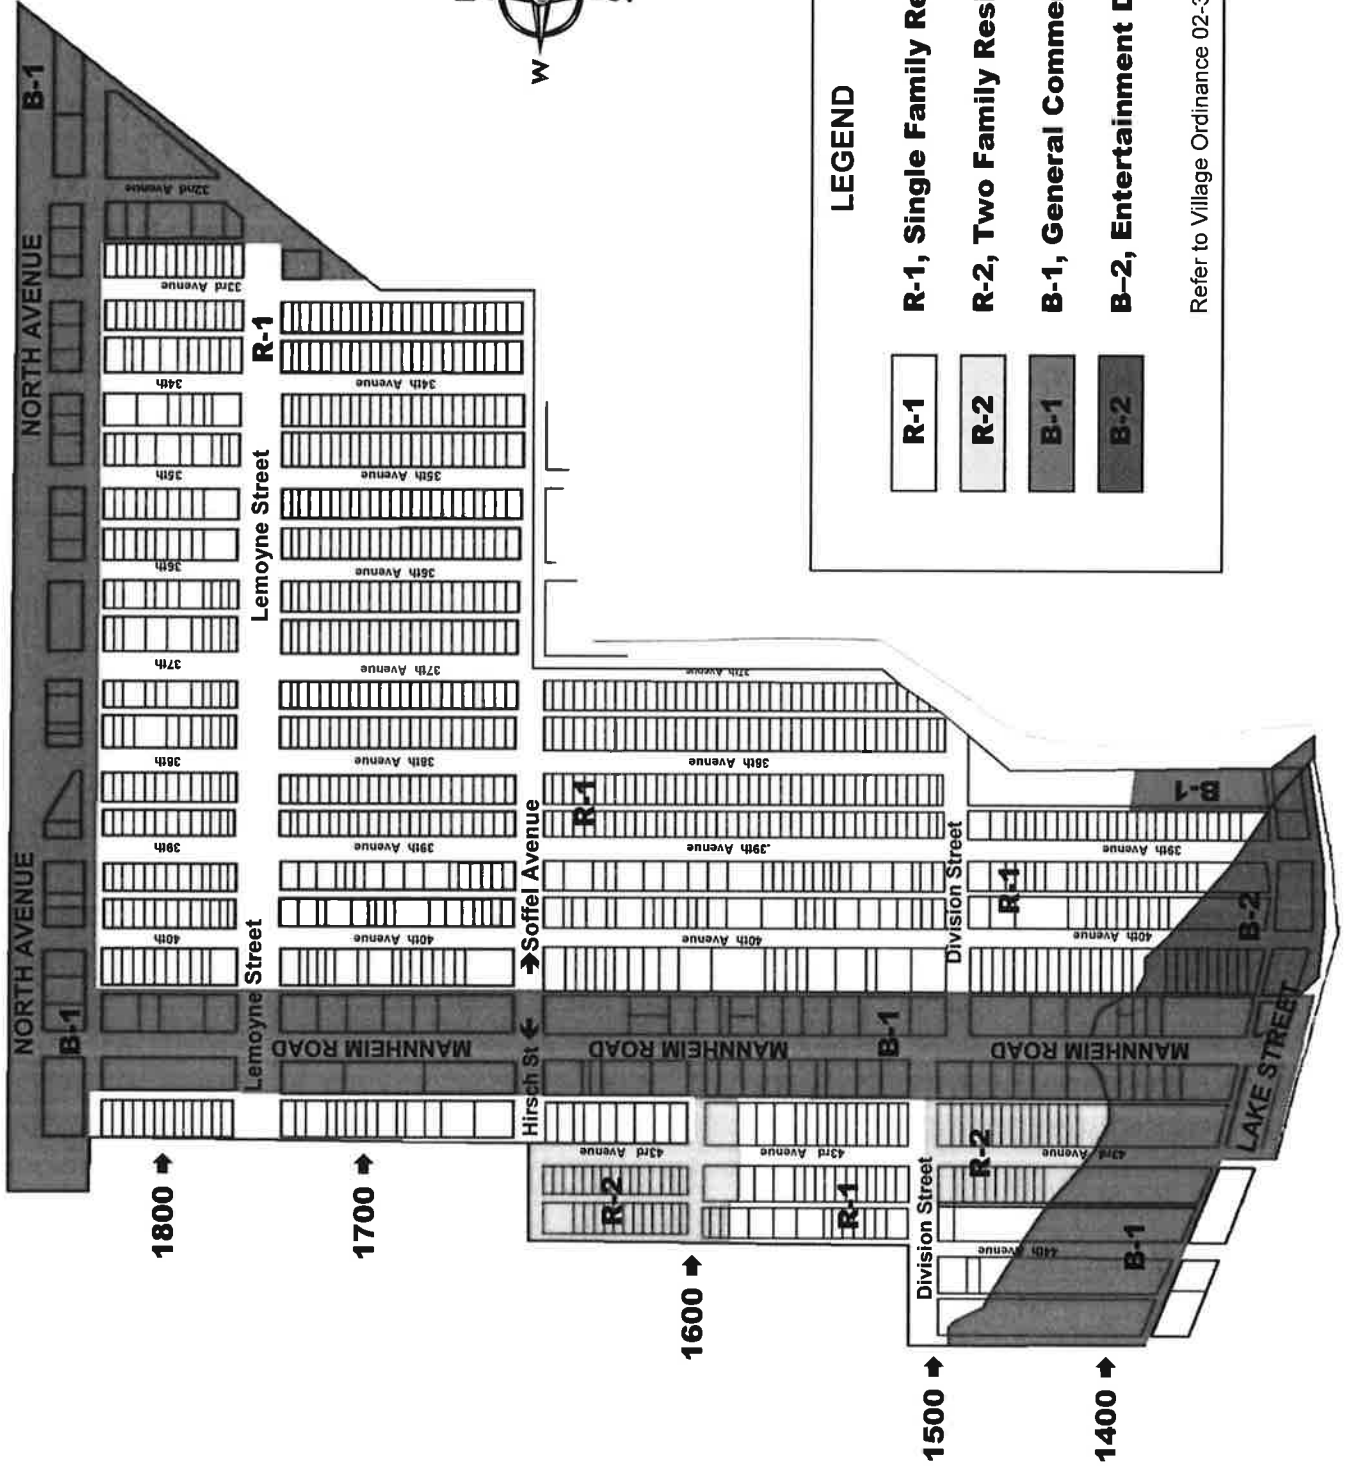 NORTH AVENUE
NORTH AVENUE
B-1
B-1
32nd Avenue
33rd Avenue
34th
35th
36th
37th
38th
39th
40th
R-1
Lemoyne Street
Lemoyne Street
1800
1700
34th Avenue
35th Avenue
36th Avenue
37th Avenue
38th Avenue
39th Avenue
40th Avenue
MANNHEIM ROAD
Hirsch St
Soffel Avenue
37th Avenue
38th Avenue
39th Avenue
40th Avenue
MANNHEIM ROAD
43rd Avenue
43rd Avenue
R-1
B-1
R-2
R-1
1600
Division Street
Division Street
39th Avenue
40th Avenue
MANNHEIM ROAD
43rd Avenue
44th Avenue
R-1
B-1
B-2
R-2
B-1
LAKE STREET
1500
1400
W
LEGEND
R-1 R-1, Single Family Re
R-2 R-2, Two Family Res
B-1 B-1, General Comme
B-2 B-2, Entertainment D
Refer to Village Ordinance 02-3